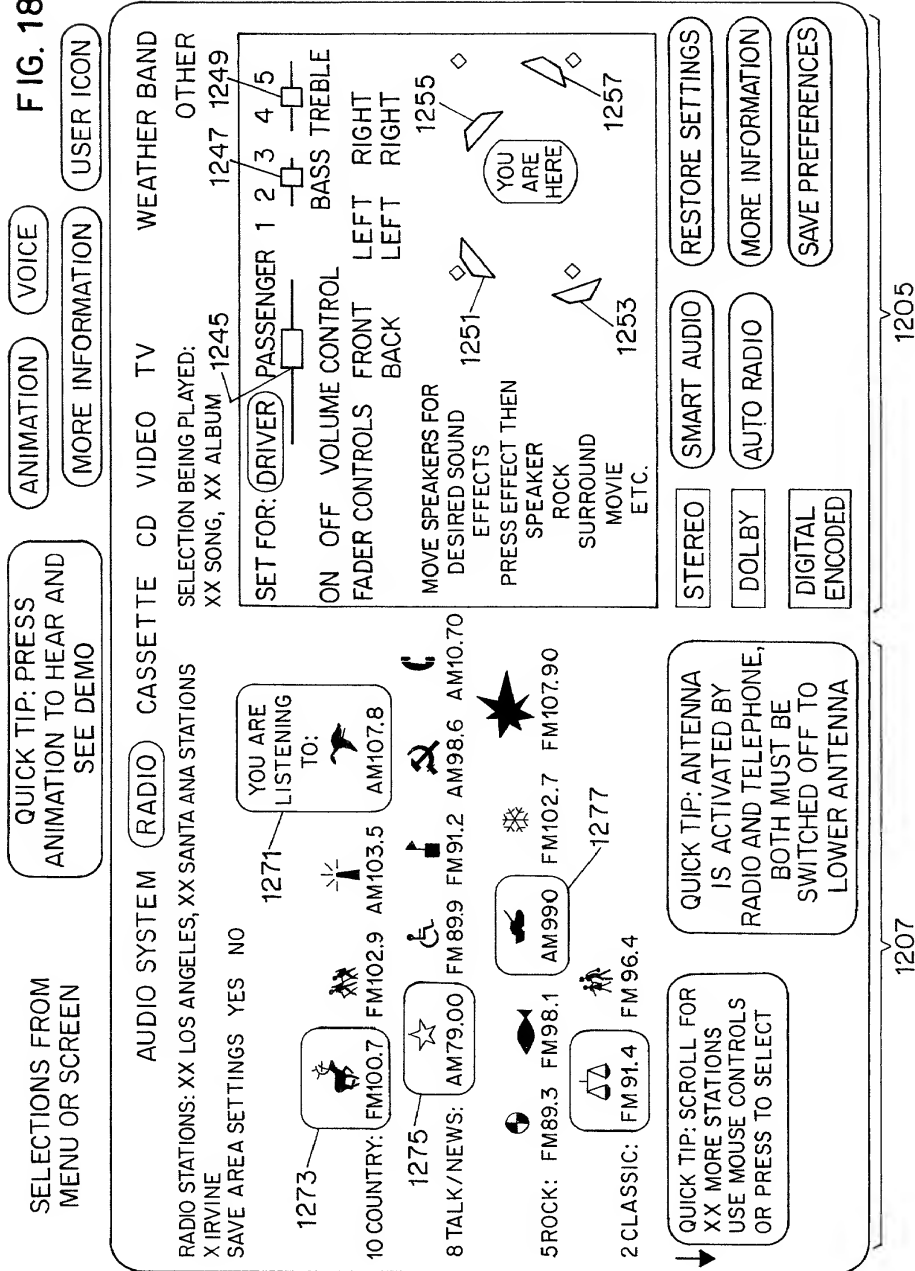 FIG. 18
SELECTIONS FROM
MENU OR SCREEN
QUICK TIP: PRESS
ANIMATION TO HEAR AND
SEE DEMO
ANIMATION
VOICE
MORE INFORMATION
USER ICON
AUDIO SYSTEM RADIO CASSETTE CD VIDEO TV WEATHER BAND
OTHER
RADIO STATIONS: XX LOS ANGELES, XX SANTA ANA STATIONS
X IRVINE
SAVE AREA SETTINGS YES NO
SELECTION BEING PLAYED:
XX SONG, XX ALBUM
1245
1247
1249
1271
YOU ARE
LISTENING
TO:
AM107.8
1273
10 COUNTRY: FM100.7 FM102.9 AM103.5
1275
8 TALK/NEWS: AM79.00 FM89.9 FM91.2 AM98.6 AM10.70
5 ROCK: FM89.3 FM98.1 AM990 FM102.7 FM107.90
1277
2 CLASSIC: FM91.4 FM96.4
SET FOR: DRIVER PASSENGER 1 2 3 4 5
BASS TREBLE
ON OFF VOLUME CONTROL
FADER CONTROLS FRONT LEFT RIGHT
BACK LEFT RIGHT
MOVE SPEAKERS FOR
DESIRED SOUND
EFFECTS
PRESS EFFECT THEN
SPEAKER
ROCK
SURROUND
MOVIE
ETC.
1251
1253
1255
1257
YOU
ARE
HERE
QUICK TIP: SCROLL FOR
XX MORE STATIONS
USE MOUSE CONTROLS
OR PRESS TO SELECT
QUICK TIP: ANTENNA
IS ACTIVATED BY
RADIO AND TELEPHONE,
BOTH MUST BE
SWITCHED OFF TO
LOWER ANTENNA
STEREO
DOLBY
DIGITAL
ENCODED
SMART AUDIO
AUTO RADIO
RESTORE SETTINGS
MORE INFORMATION
SAVE PREFERENCES
1207
1205